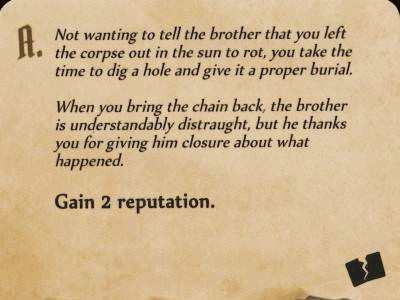 A. Not wanting to tell the brother that you left
the corpse out in the sun to rot, you take the
time to dig a hole and give it a proper burial.
When you bring the chain back, the brother
is understandably distraught, but he thanks
you for giving him closure about what
happened.
Gain 2 reputation.